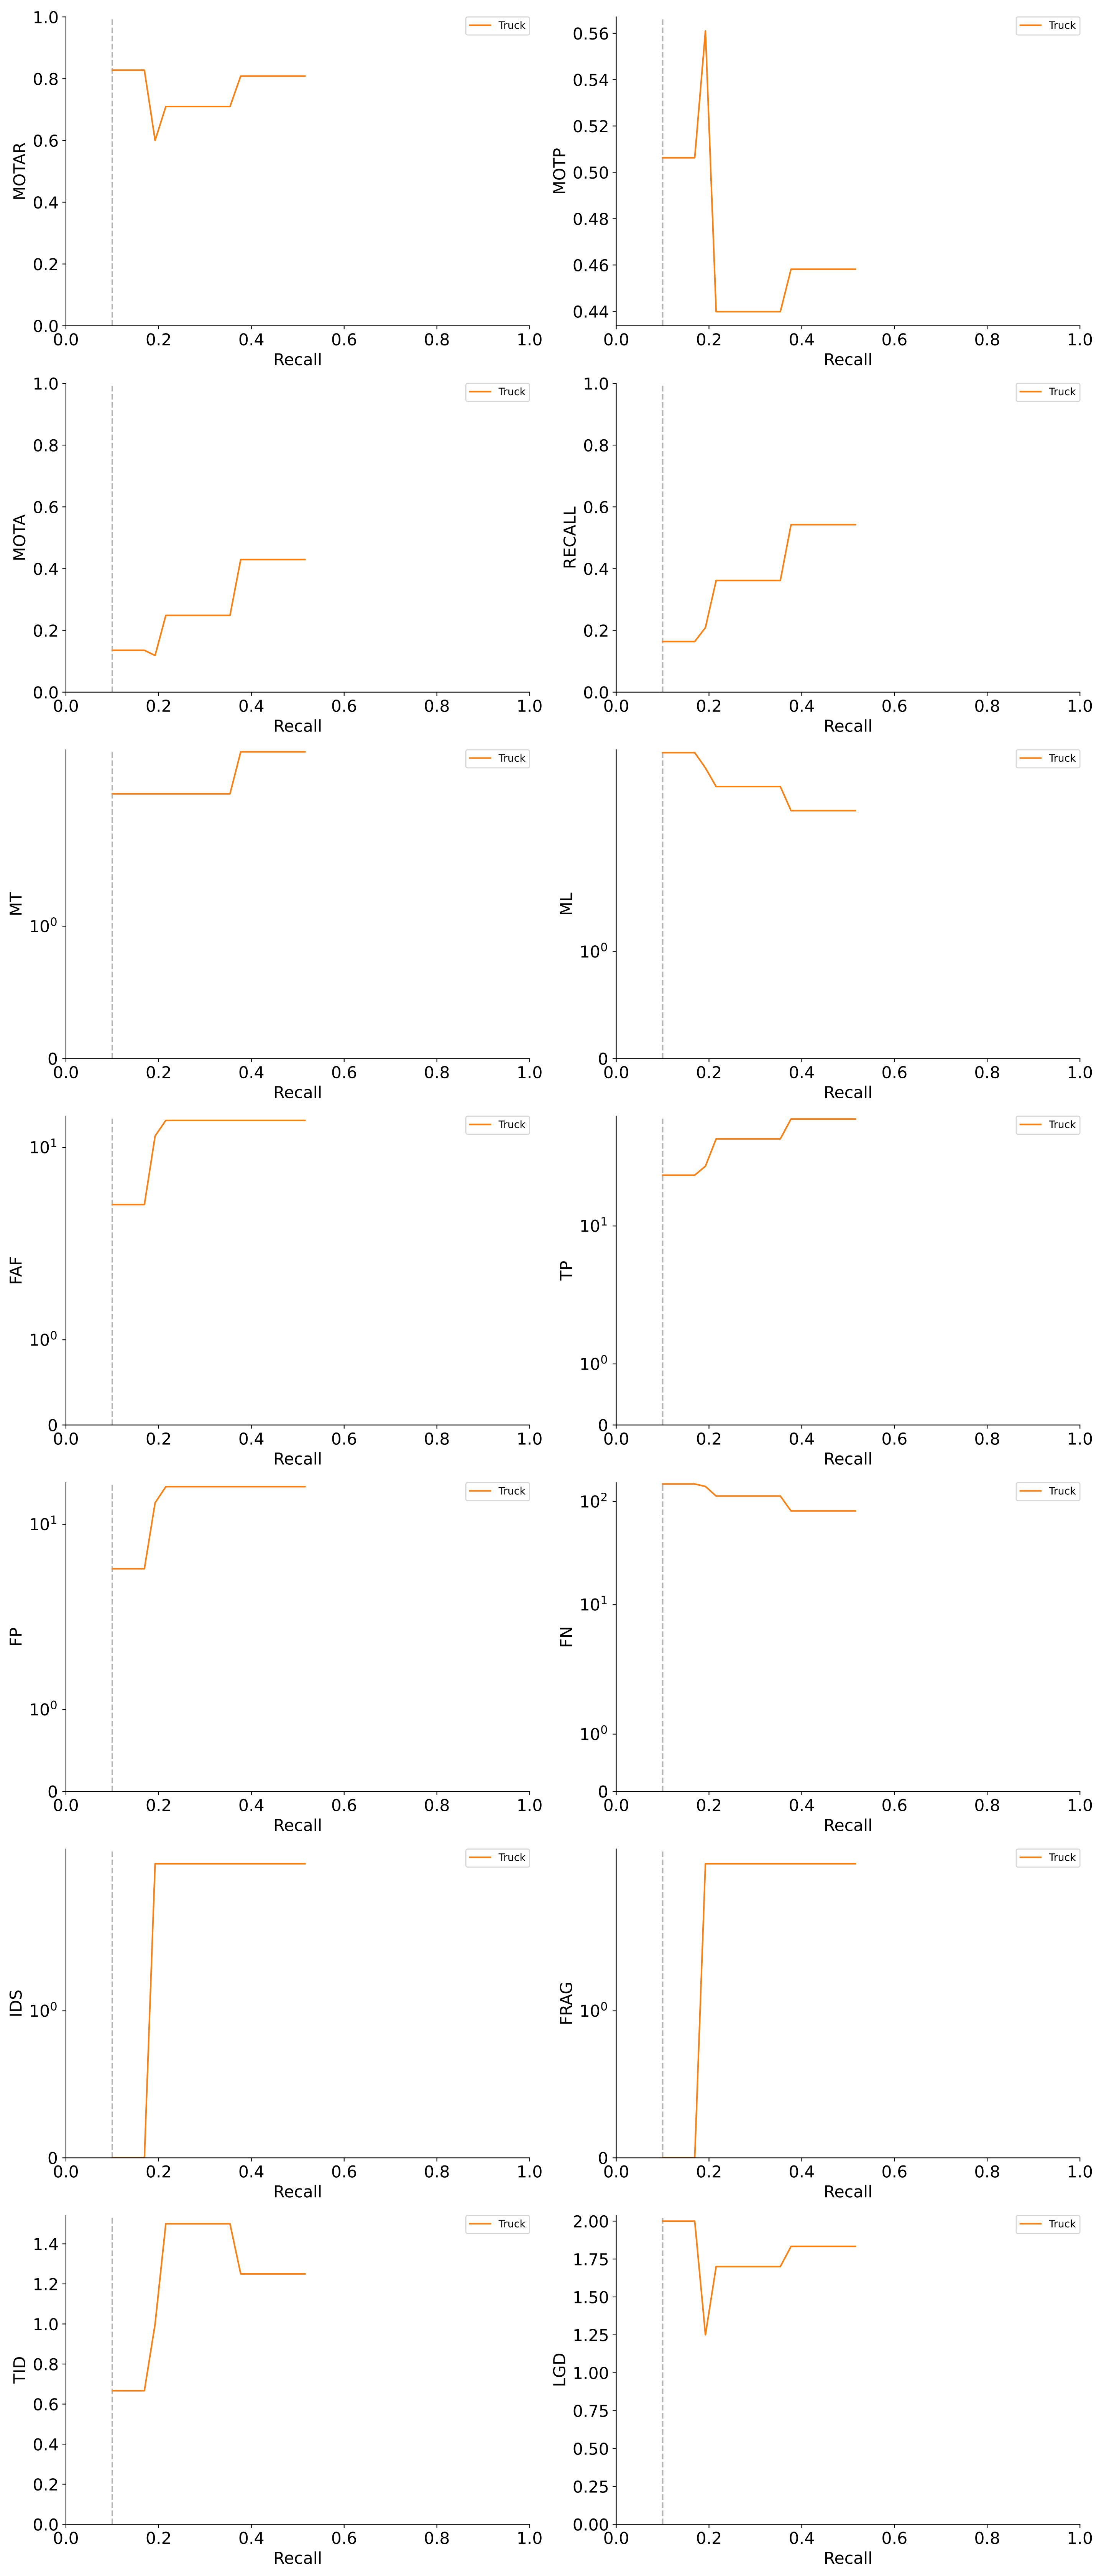 Truck
MOTAR
1.0
0.8
0.6
0.4
0.2
0.0
0.0 0.2 0.4 0.6 0.8 1.0
Recall
Truck
MOTP
0.56
0.54
0.52
0.50
0.48
0.46
0.44
0.0 0.2 0.4 0.6 0.8 1.0
Recall
Truck
MOTA
1.0
0.8
0.6
0.4
0.2
0.0
0.0 0.2 0.4 0.6 0.8 1.0
Recall
Truck
RECALL
1.0
0.8
0.6
0.4
0.2
0.0
0.0 0.2 0.4 0.6 0.8 1.0
Recall
Truck
MT
10⁰
0
0.0 0.2 0.4 0.6 0.8 1.0
Recall
Truck
ML
10⁰
0
0.0 0.2 0.4 0.6 0.8 1.0
Recall
Truck
FAF
10¹
10⁰
0
0.0 0.2 0.4 0.6 0.8 1.0
Recall
Truck
TP
10¹
10⁰
0
0.0 0.2 0.4 0.6 0.8 1.0
Recall
Truck
FP
10¹
10⁰
0
0.0 0.2 0.4 0.6 0.8 1.0
Recall
Truck
FN
10²
10¹
10⁰
0
0.0 0.2 0.4 0.6 0.8 1.0
Recall
Truck
IDS
10⁰
0
0.0 0.2 0.4 0.6 0.8 1.0
Recall
Truck
FRAG
10⁰
0
0.0 0.2 0.4 0.6 0.8 1.0
Recall
Truck
TID
1.4
1.2
1.0
0.8
0.6
0.4
0.2
0.0
0.0 0.2 0.4 0.6 0.8 1.0
Recall
Truck
LGD
2.00
1.75
1.50
1.25
1.00
0.75
0.50
0.25
0.00
0.0 0.2 0.4 0.6 0.8 1.0
Recall